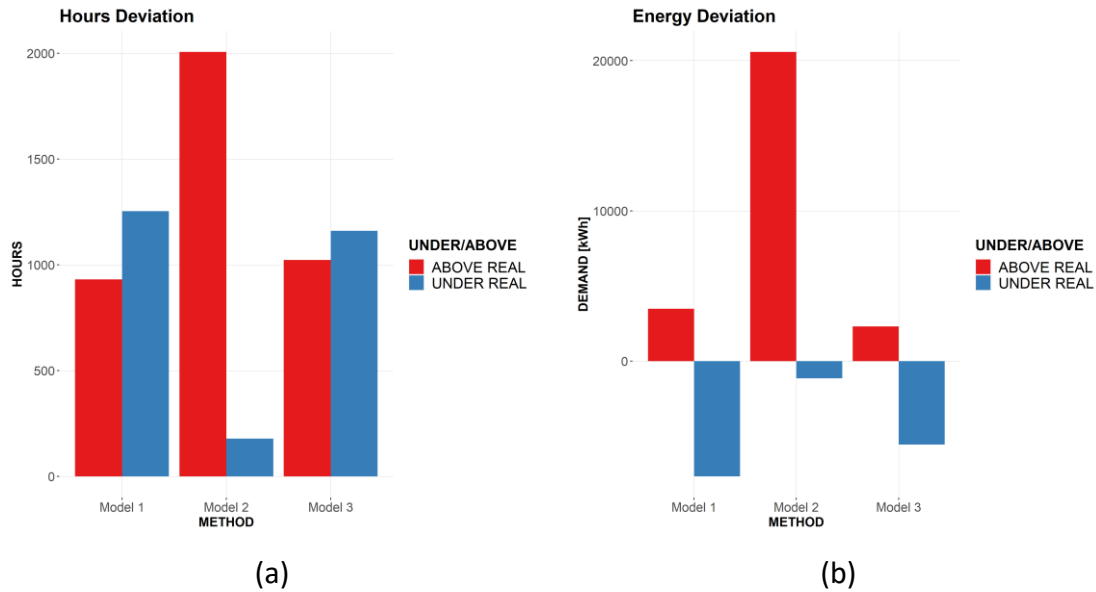 Hours Deviation
2000
1500
1000
500
0
HOURS
Model 1
Model 2
Model 3
METHOD
UNDER/ABOVE
ABOVE REAL
UNDER REAL
(a)
Energy Deviation
20000
10000
0
DEMAND [kWh]
Model 1
Model 2
Model 3
METHOD
UNDER/ABOVE
ABOVE REAL
UNDER REAL
(b)